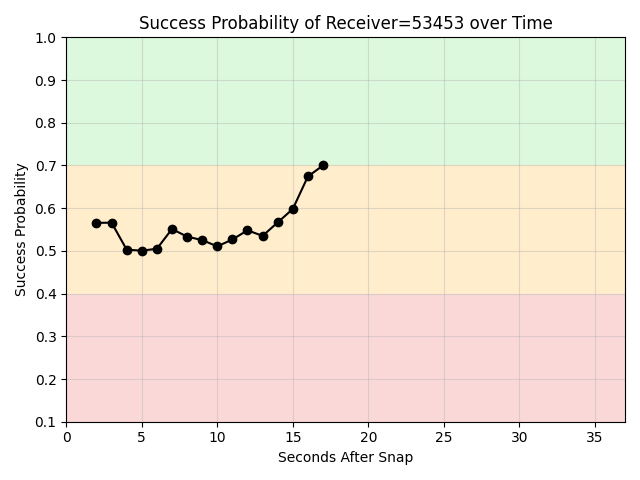 Success Probability of Receiver=53453 over Time
1.0
0.9
0.8
0.7
0.6
0.5
0.4
0.3
0.2
0.1
Success Probability
0 5 10 15 20 25 30 35
Seconds After Snap